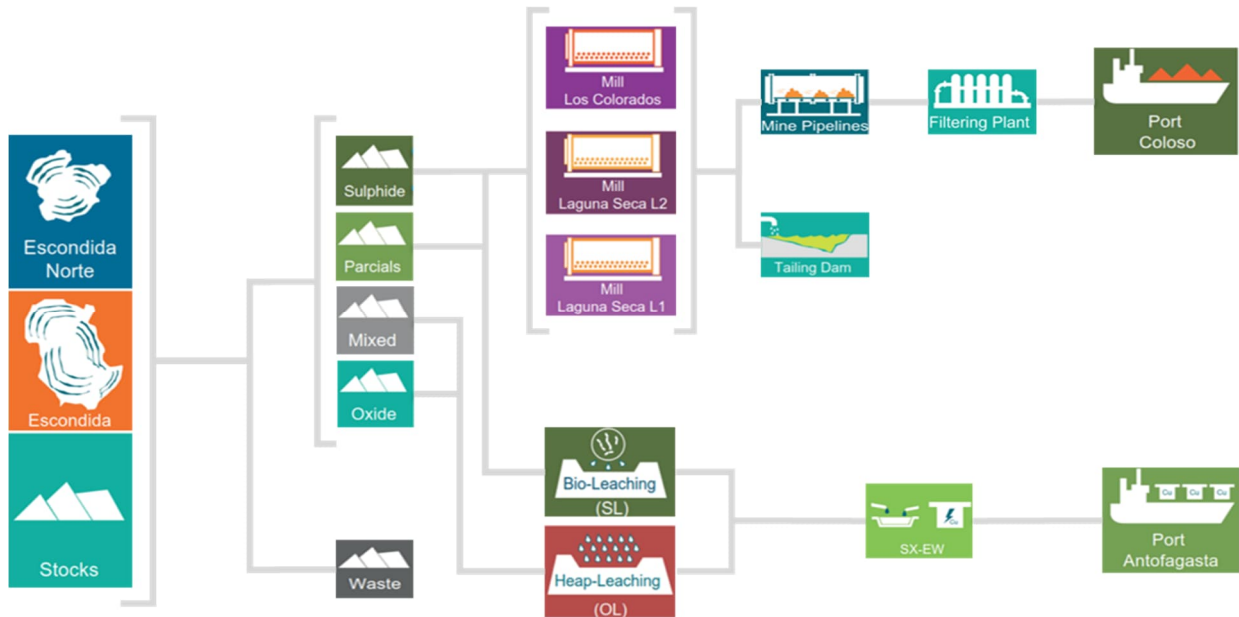 Escondida
Norte
Escondida
Stocks
Sulphide
Parcials
Mixed
Oxide
Waste
Mill
Los Colorados
Mill
Laguna Seca L2
Mill
Laguna Seca L1
Bio-Leaching
(SL)
Heap-Leaching
(OL)
Mine Pipelines
Filtering Plant
Port
Coloso
Tailing Dam
Cu
SX-EW
Cu Cu Cu
Port
Antofagasta